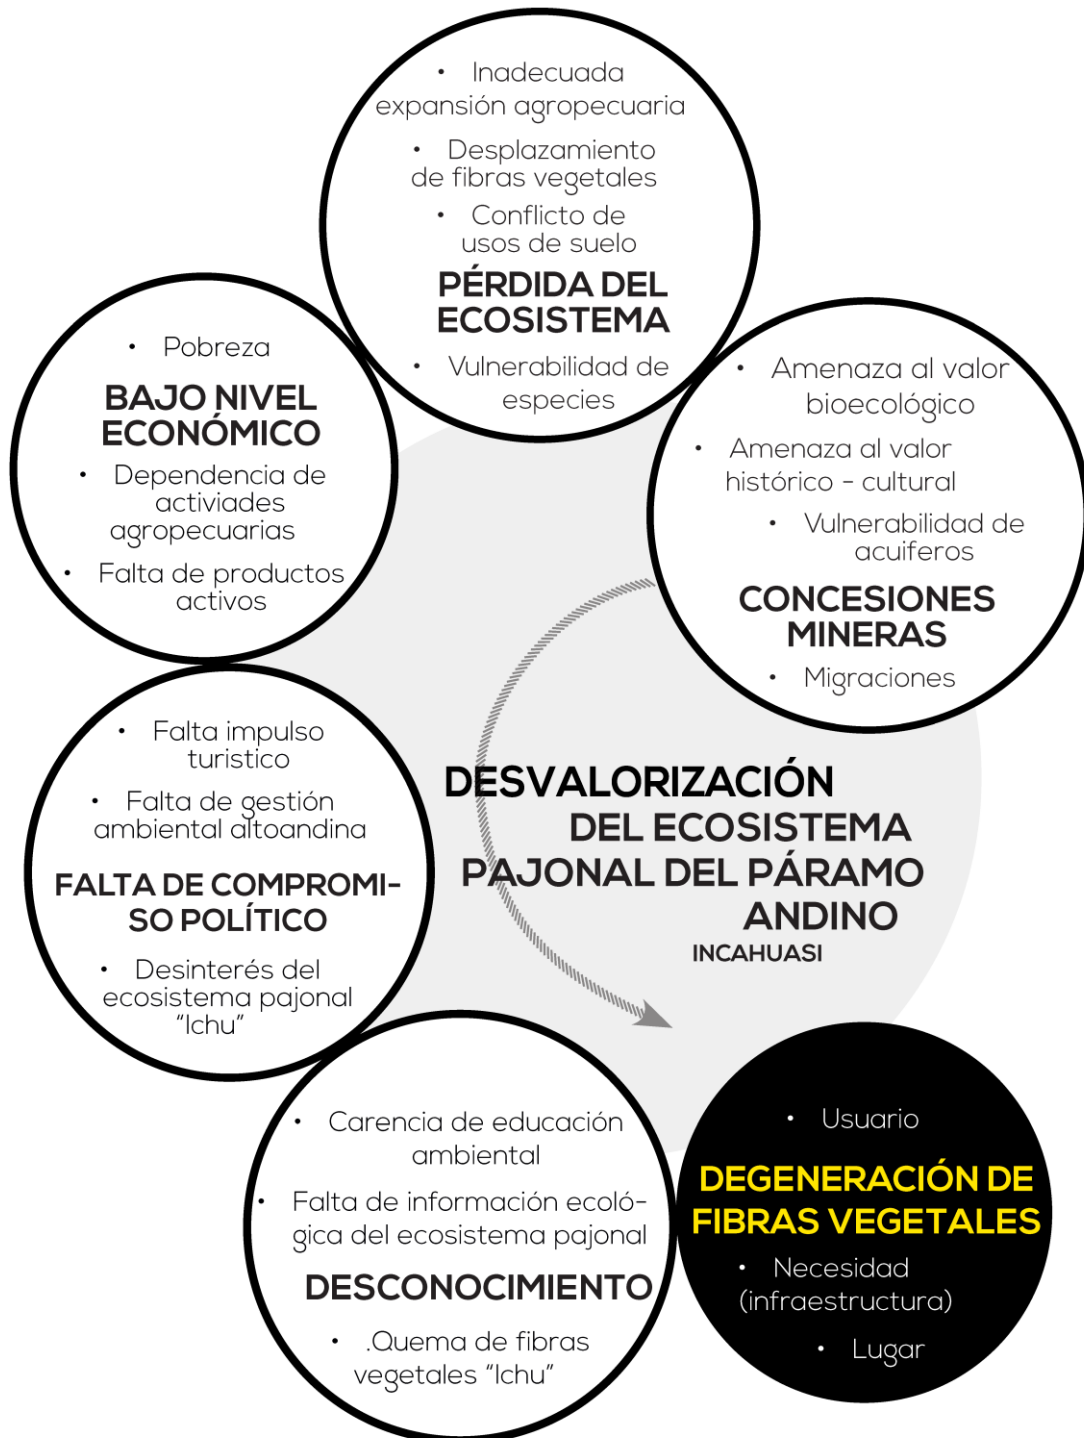 • Inadecuada
expansión agropecuaria
• Desplazamiento
de fibras vegetales
• Conflicto de
usos de suelo
PÉRDIDA DEL
ECOSISTEMA
• Vulnerabilidad de
especies
• Pobreza
BAJO NIVEL
ECONÓMICO
• Dependencia de
activiades
agropecuarias
• Falta de productos
activos
• Amenaza al valor
bioecológico
• Amenaza al valor
histórico - cultural
• Vulnerabilidad de
acuiferos
CONCESIONES
MINERAS
• Migraciones
• Falta impulso
turistico
• Falta de gestión
ambiental altoandina
FALTA DE COMPROMI-
SO POLÍTICO
• Desinterés del
ecosistema pajonal
“Ichu”
DESVALORIZACIÓN
DEL ECOSISTEMA
PAJONAL DEL PÁRAMO
ANDINO
INCAHUASI
• Carencia de educación
ambiental
• Falta de información ecoló-
gica del ecosistema pajonal
DESCONOCIMIENTO
• .Quema de fibras
vegetales “Ichu”
• Usuario
DEGENERACIÓN DE
FIBRAS VEGETALES
• Necesidad
(infraestructura)
• Lugar